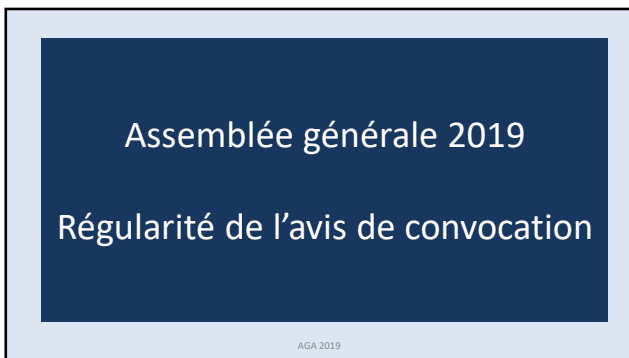 Assemblée générale 2019
Régularité de l’avis de convocation
AGA 2019